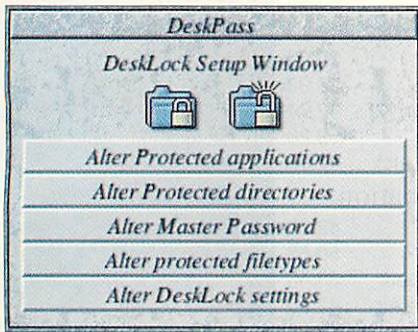 DeskPass
DeskLock Setup Window
Alter Protected applications
Alter Protected directories
Alter Master Password
Alter protected filetypes
Alter DeskLock settings